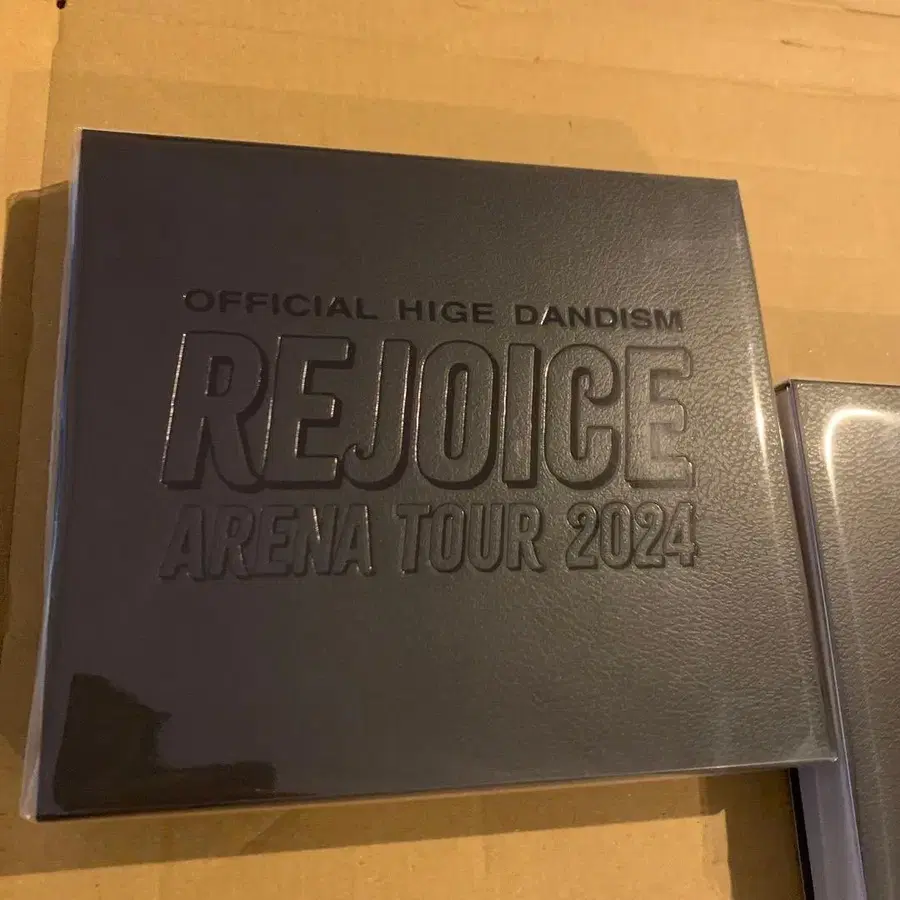 OFFICIAL HIGE DANDISM
REJOICE
ARENA TOUR 2024